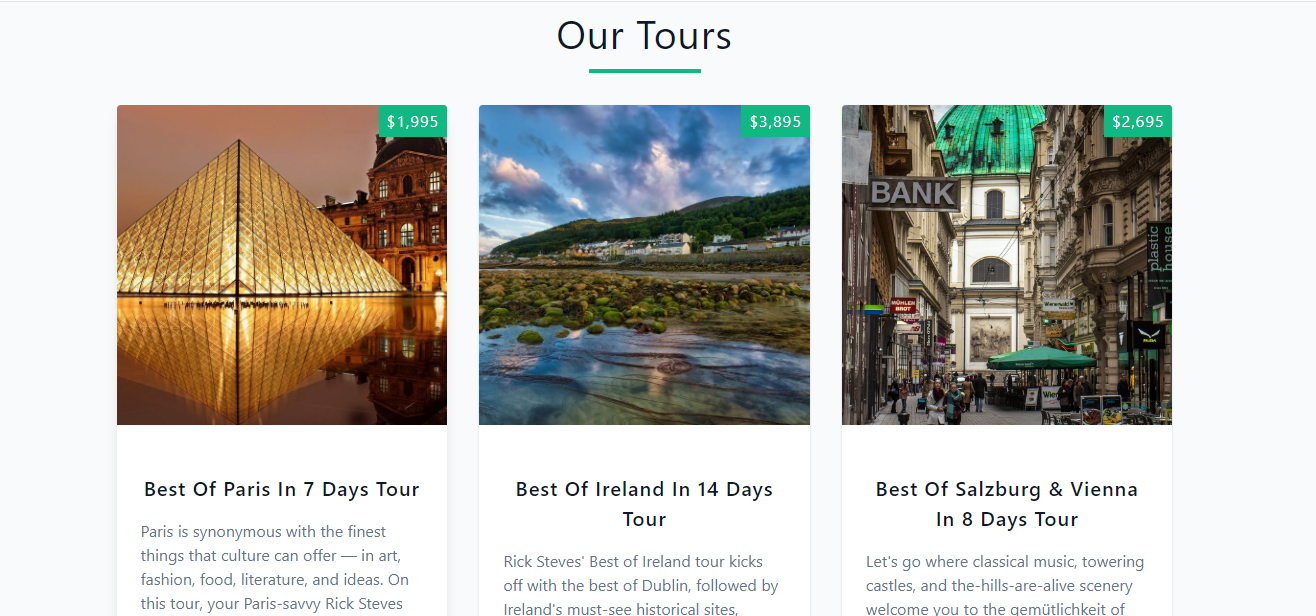 Our Tours
$1,995
$3,895
$2,695
BANK
plastic
house
MÜHLEN
BROT
Wien
Best Of Paris In 7 Days Tour
Paris is synonymous with the finest
things that culture can offer — in art,
fashion, food, literature, and ideas. On
this tour, your Paris-savvy Rick Steves
Best Of Ireland In 14 Days
Tour
Rick Steves' Best of Ireland tour kicks
off with the best of Dublin, followed by
Ireland's must-see historical sites,
Best Of Salzburg & Vienna
In 8 Days Tour
Let's go where classical music, towering
castles, and the-hills-are-alive scenery
welcome you to the gemütlichkeit of